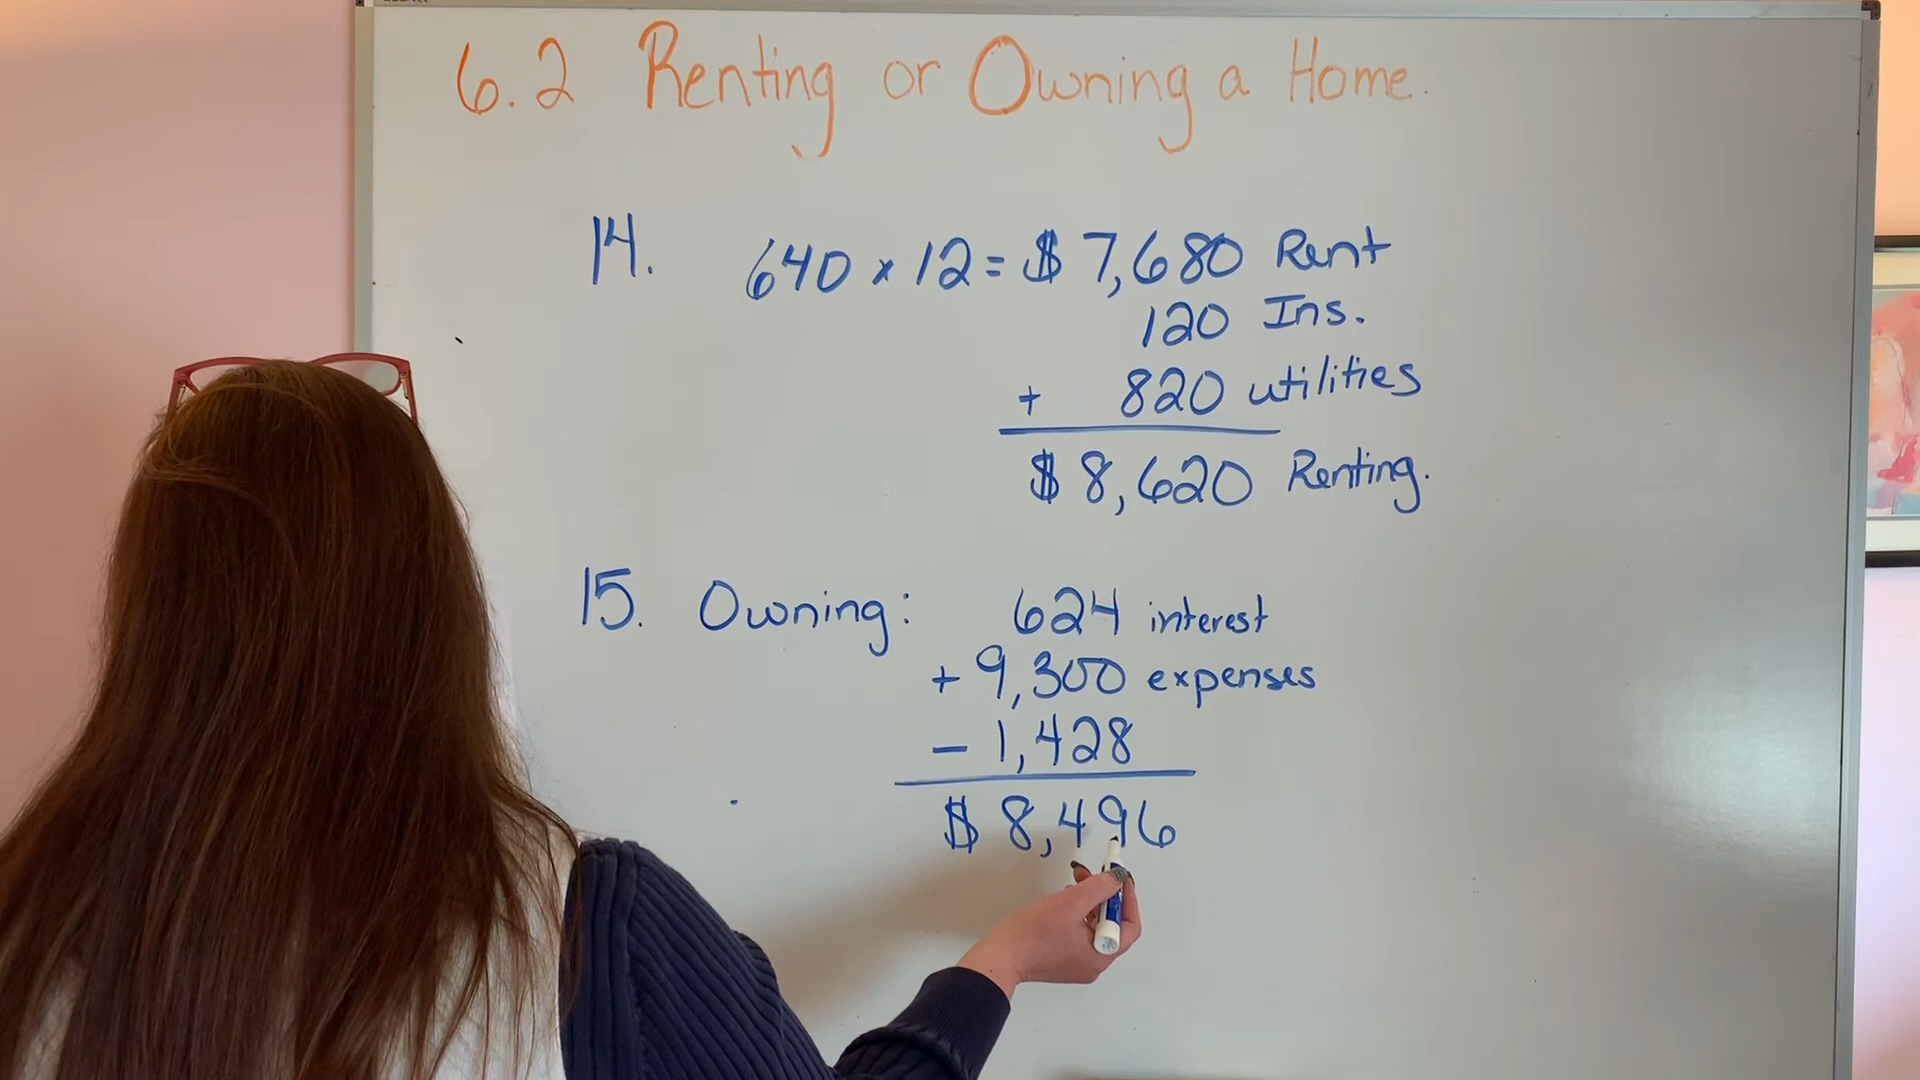 6.2 Renting or Owning a Home.
14. 640 x 12 = $ 7,680 Rent
120 Ins.
+ 820 utilities
$ 8,620 Renting.
15. Owning: 624 interest
+ 9,300 expenses
- 1,428
$ 8,496